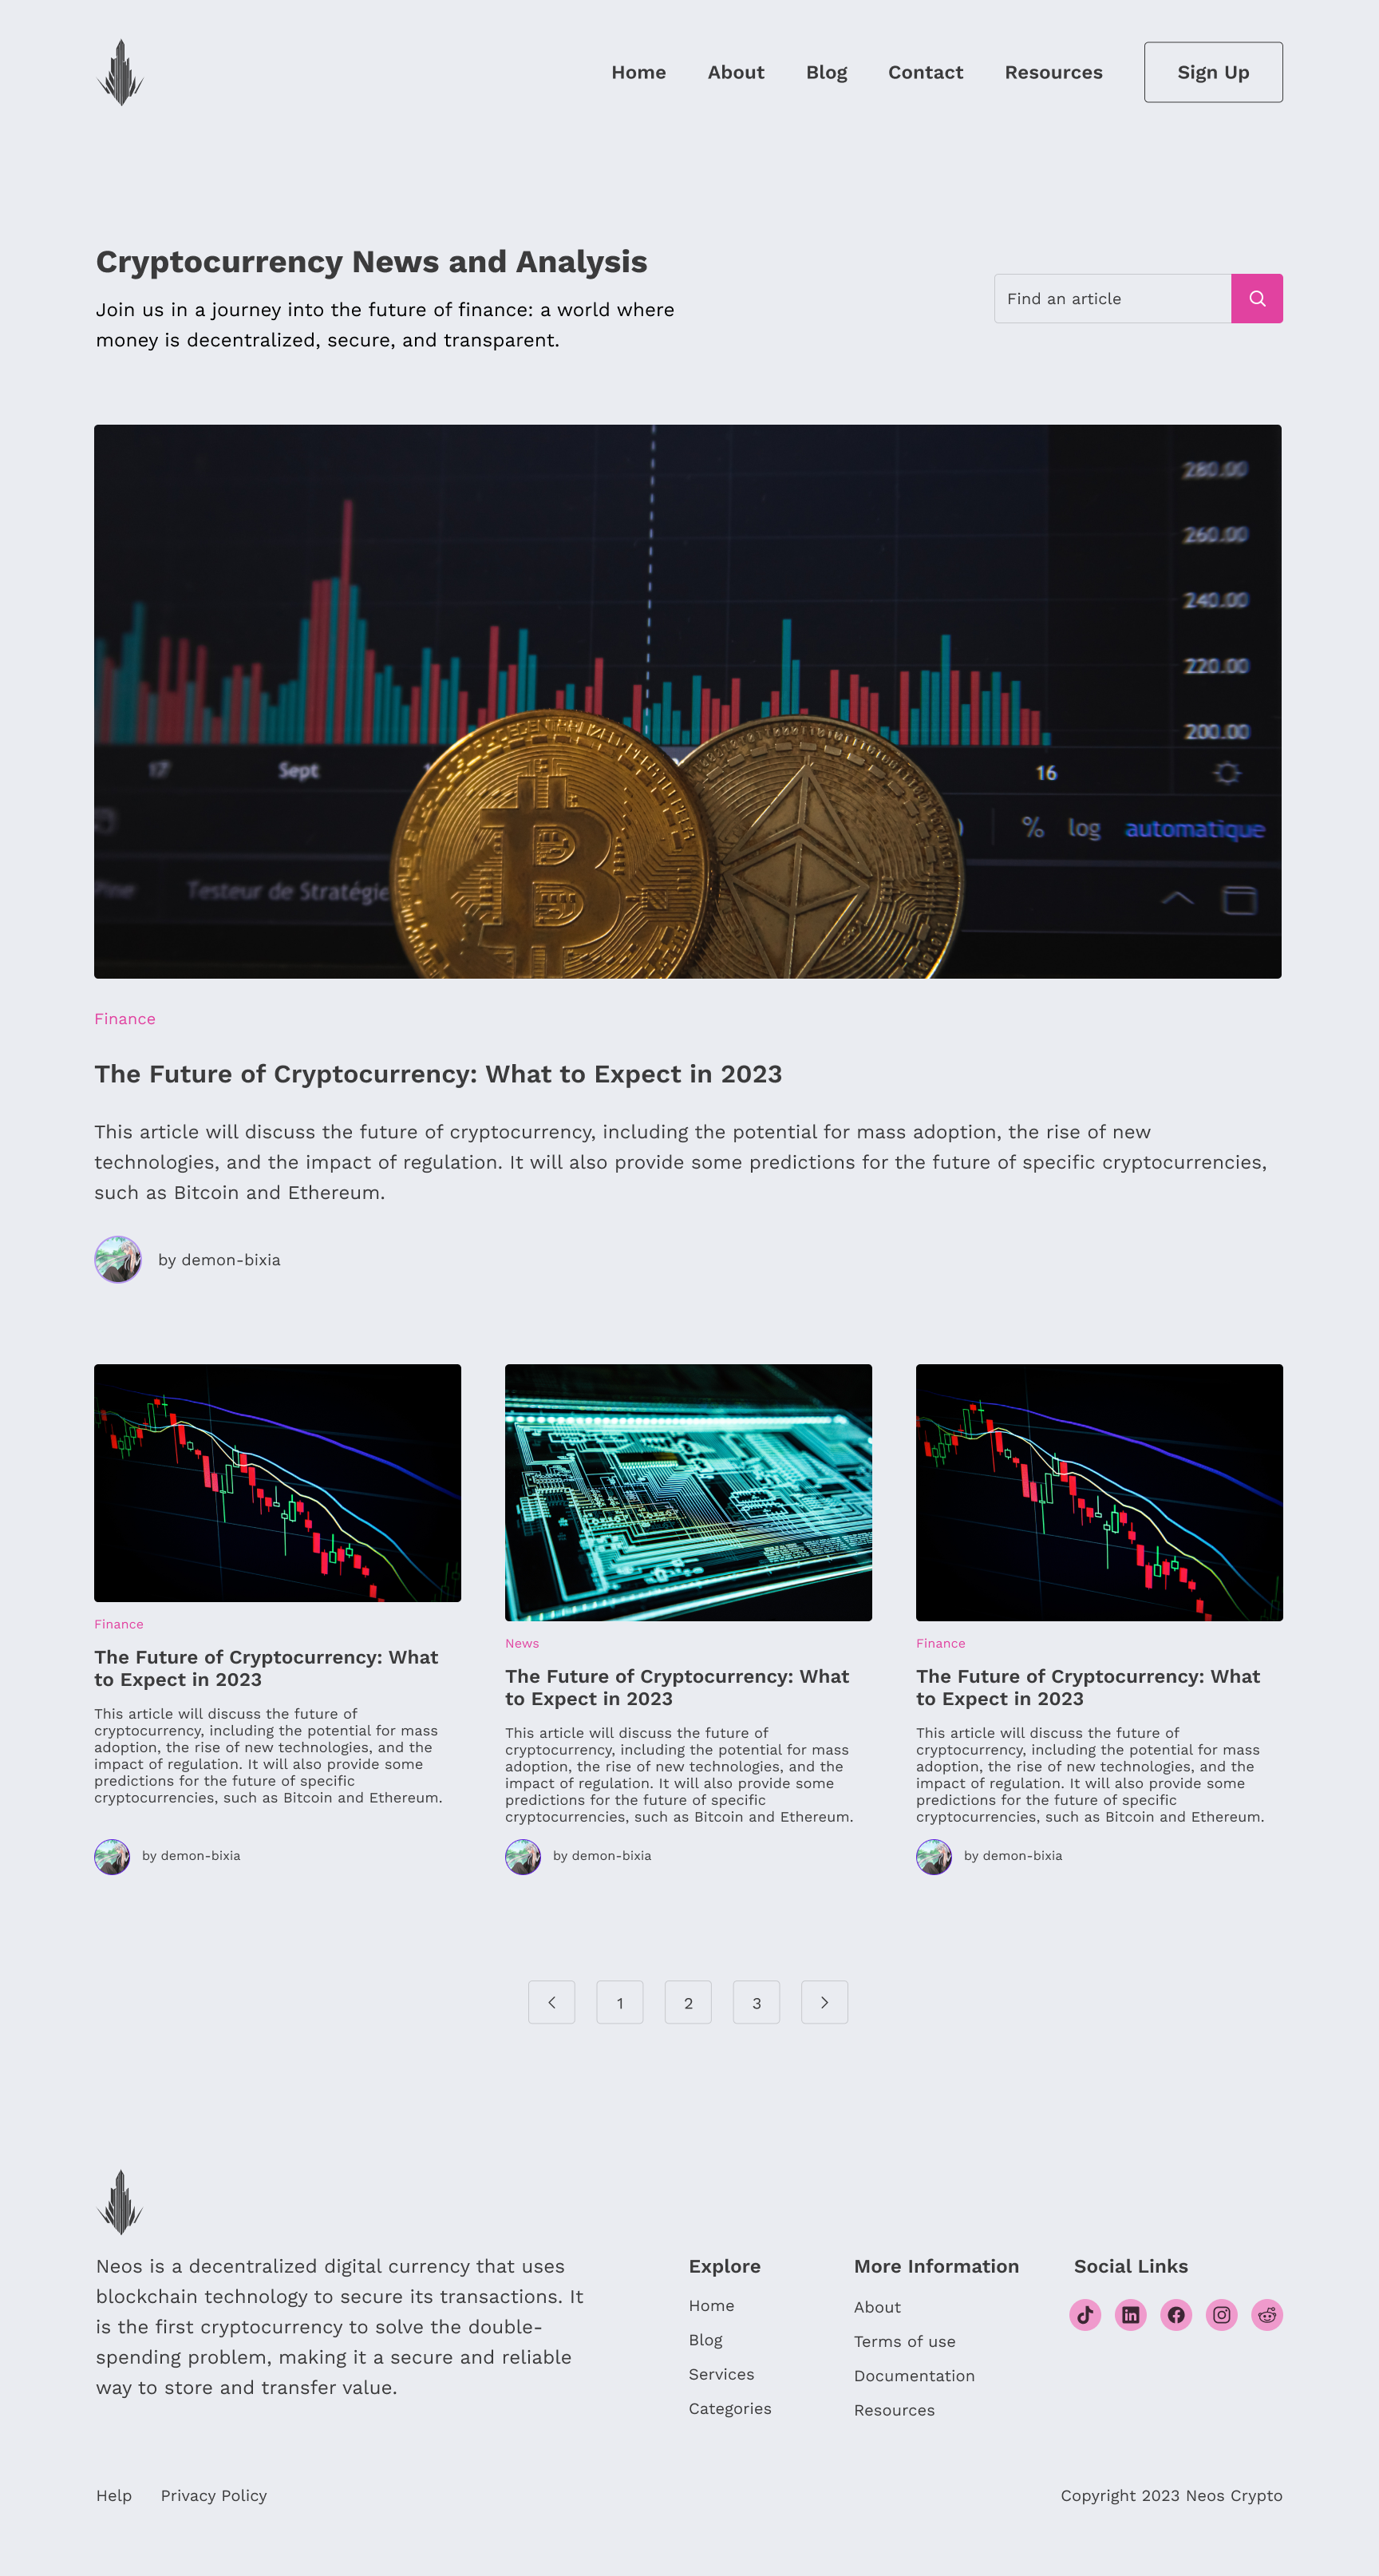 Home About Blog Contact Resources Sign Up
Cryptocurrency News and Analysis
Join us in a journey into the future of finance: a world where
money is decentralized, secure, and transparent.
Find an article
280.00
260.00
240.00
220.00
200.00
17 Sept 16
% log automatique
Pine Testeur de Stratégie
Finance
The Future of Cryptocurrency: What to Expect in 2023
This article will discuss the future of cryptocurrency, including the potential for mass adoption, the rise of new
technologies, and the impact of regulation. It will also provide some predictions for the future of specific cryptocurrencies,
such as Bitcoin and Ethereum.
by demon-bixia
Finance
The Future of Cryptocurrency: What
to Expect in 2023
This article will discuss the future of
cryptocurrency, including the potential for mass
adoption, the rise of new technologies, and the
impact of regulation. It will also provide some
predictions for the future of specific
cryptocurrencies, such as Bitcoin and Ethereum.
by demon-bixia
News
The Future of Cryptocurrency: What
to Expect in 2023
This article will discuss the future of
cryptocurrency, including the potential for mass
adoption, the rise of new technologies, and the
impact of regulation. It will also provide some
predictions for the future of specific
cryptocurrencies, such as Bitcoin and Ethereum.
by demon-bixia
Finance
The Future of Cryptocurrency: What
to Expect in 2023
This article will discuss the future of
cryptocurrency, including the potential for mass
adoption, the rise of new technologies, and the
impact of regulation. It will also provide some
predictions for the future of specific
cryptocurrencies, such as Bitcoin and Ethereum.
by demon-bixia
1 2 3
Neos is a decentralized digital currency that uses
blockchain technology to secure its transactions. It
is the first cryptocurrency to solve the double-
spending problem, making it a secure and reliable
way to store and transfer value.
Explore
Home
Blog
Services
Categories
More Information
About
Terms of use
Documentation
Resources
Social Links
Help Privacy Policy
Copyright 2023 Neos Crypto